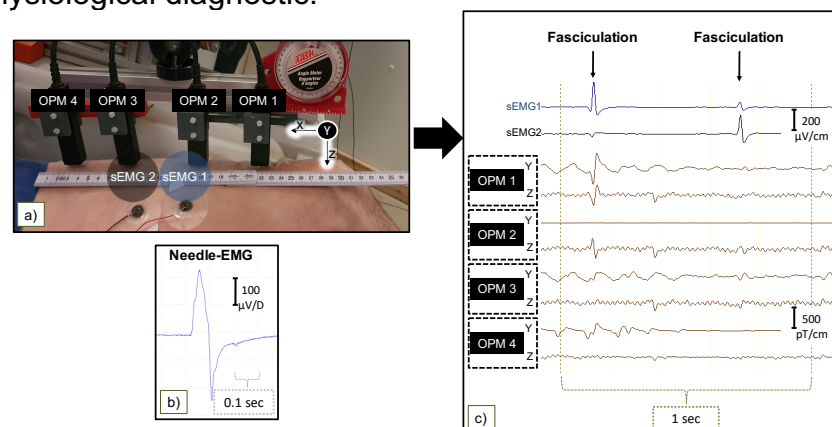 ysiological diagnostic.
OPM 4
OPM 3
OPM 2
OPM 1
Angle Meter
X
Y
Z
sEMG 2
sEMG 1
a)
Needle-EMG
100
µV/D
0.1 sec
b)
Fasciculation
Fasciculation
sEMG1
sEMG2
200
µV/cm
OPM 1
Y
Z
OPM 2
Y
Z
OPM 3
Y
Z
500
pT/cm
OPM 4
Y
Z
1 sec
c)